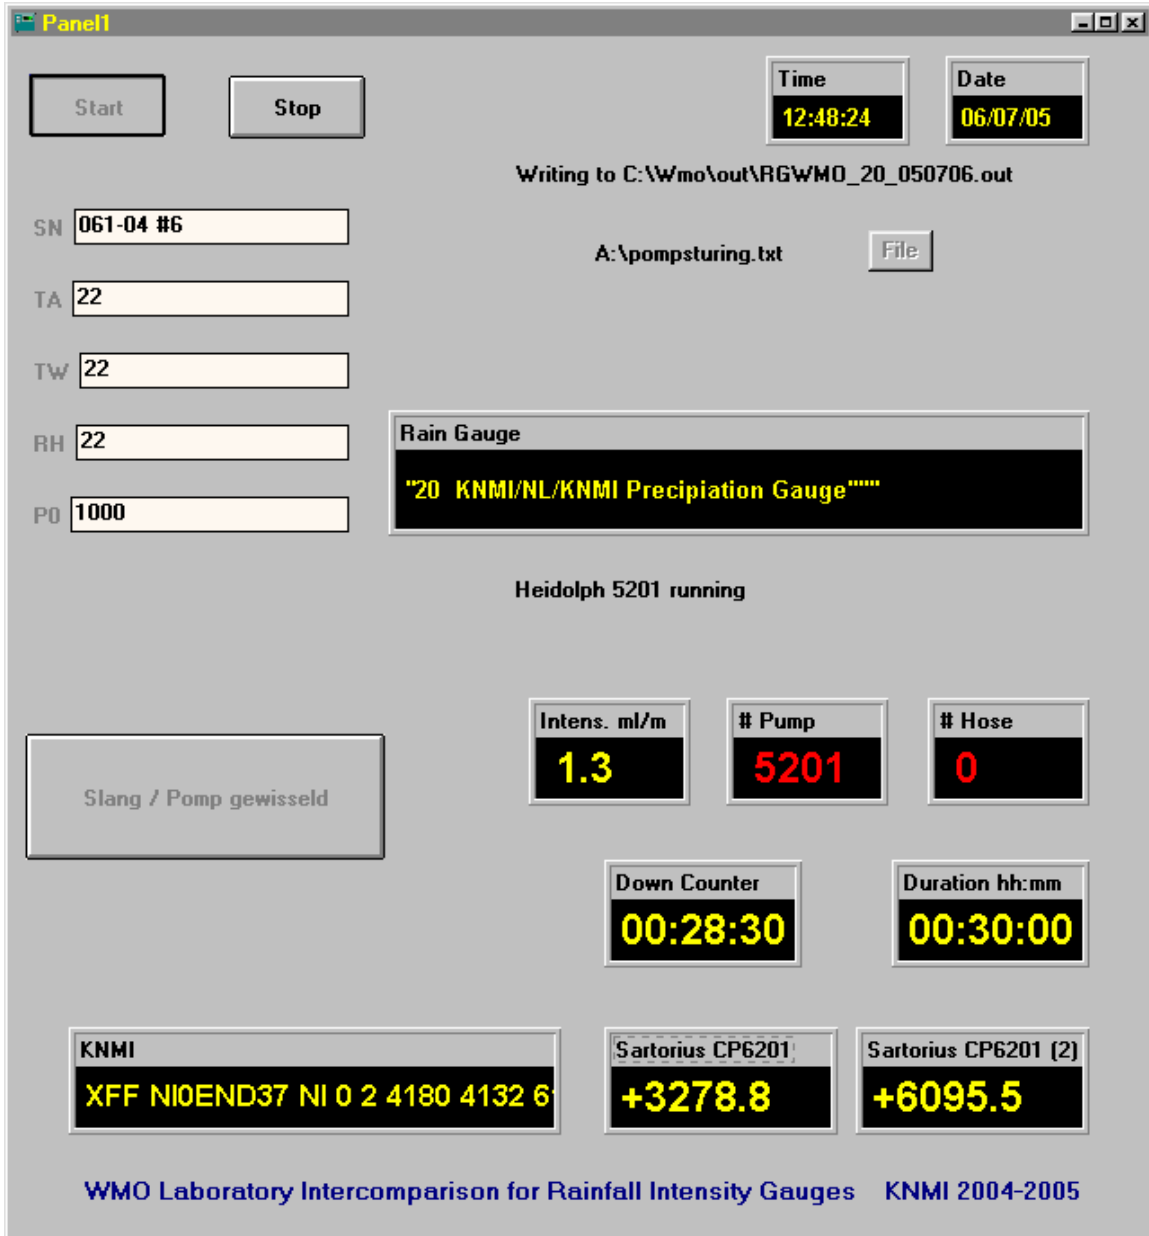 Panel1
Start
Stop
Time
12:48:24
Date
06/07/05
Writing to C:\Wmo\out\RGWMO_20_050706.out
SN 061-04 #6
A:\pompsturing.txt
File
TA 22
TW 22
RH 22
P0 1000
Rain Gauge
"20 KNMI/NL/KNMI Precipiation Gauge"""
Heidolph 5201 running
Intens. ml/m
1.3
# Pump
5201
# Hose
0
Slang / Pomp gewisseld
Down Counter
00:28:30
Duration hh:mm
00:30:00
KNMI
XFF NI0END37 NI 0 2 4180 4132 6
Sartorius CP6201
+3278.8
Sartorius CP6201 (2)
+6095.5
WMO Laboratory Intercomparison for Rainfall Intensity Gauges KNMI 2004-2005